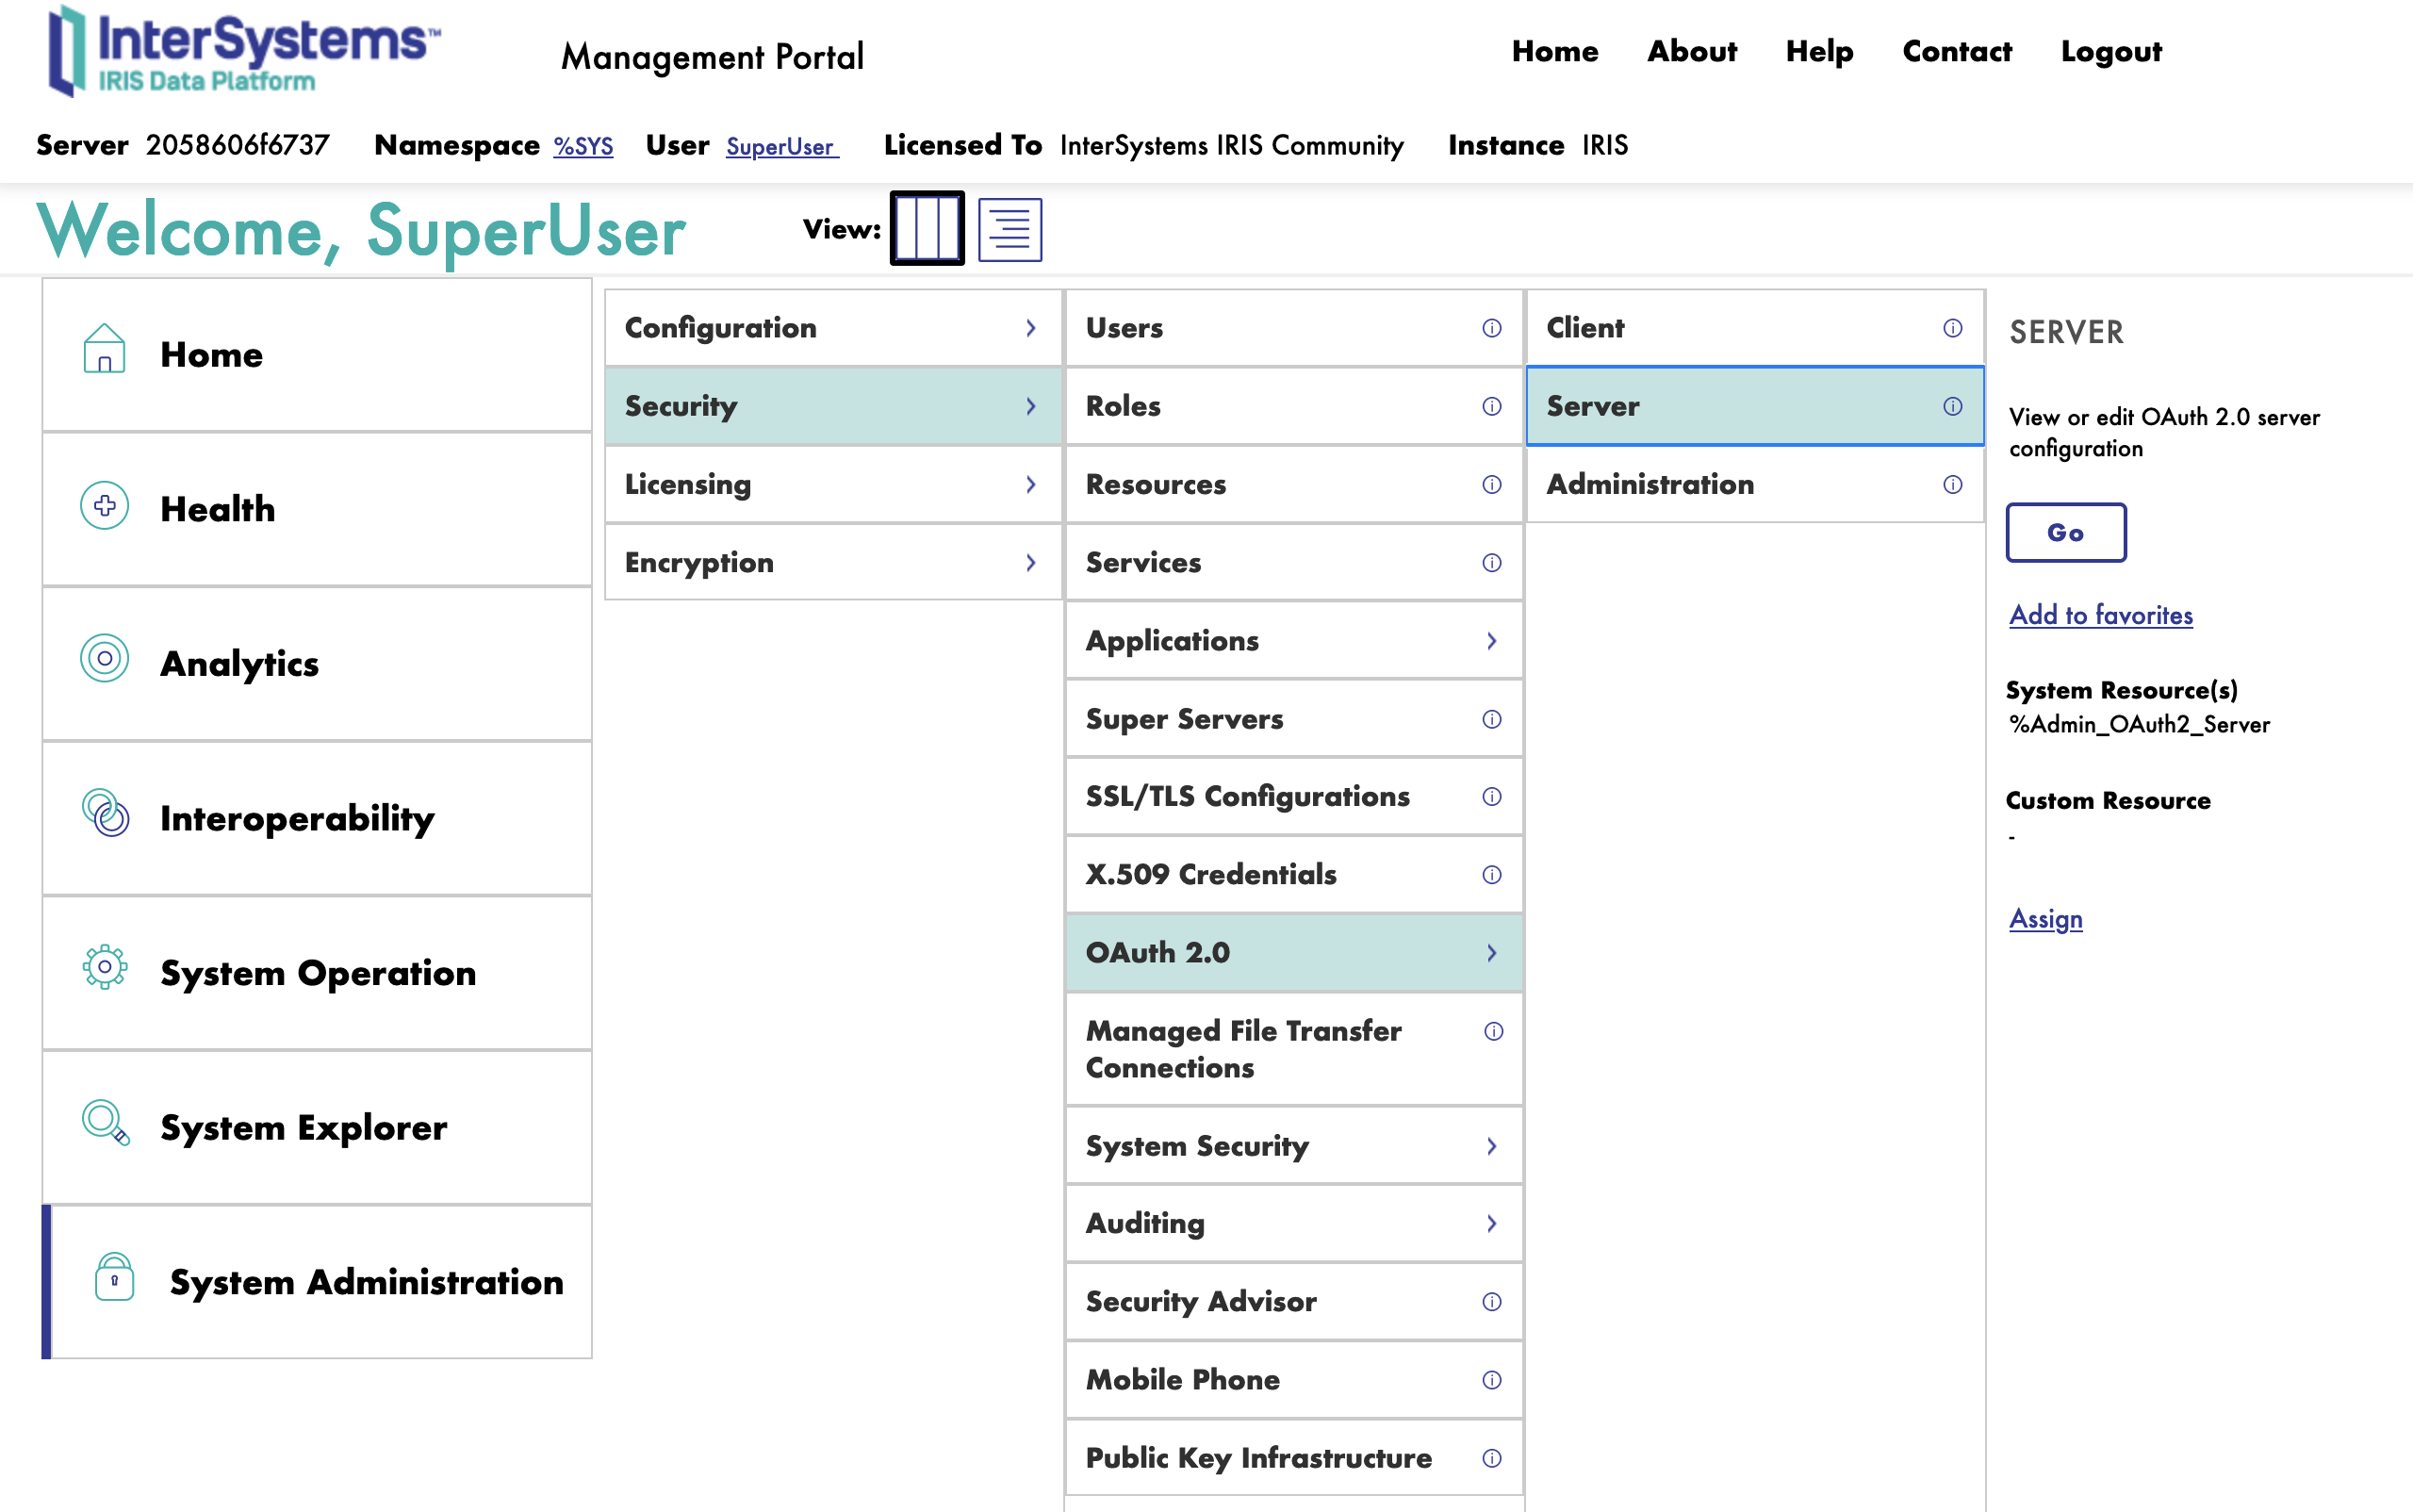 InterSystems™
IRIS Data Platform
Management Portal
Home About Help Contact Logout
Server 2058606f6737 Namespace %SYS User SuperUser Licensed To InterSystems IRIS Community Instance IRIS
Welcome, SuperUser
View:
Home
Health
Analytics
Interoperability
System Operation
System Explorer
System Administration
Configuration
Security
Licensing
Encryption
Users
Roles
Resources
Services
Applications
Super Servers
SSL/TLS Configurations
X.509 Credentials
OAuth 2.0
Managed File Transfer
Connections
System Security
Auditing
Security Advisor
Mobile Phone
Public Key Infrastructure
Client
Server
Administration
SERVER
View or edit OAuth 2.0 server
configuration
Go
Add to favorites
System Resource(s)
%Admin_OAuth2_Server
Custom Resource
-
Assign